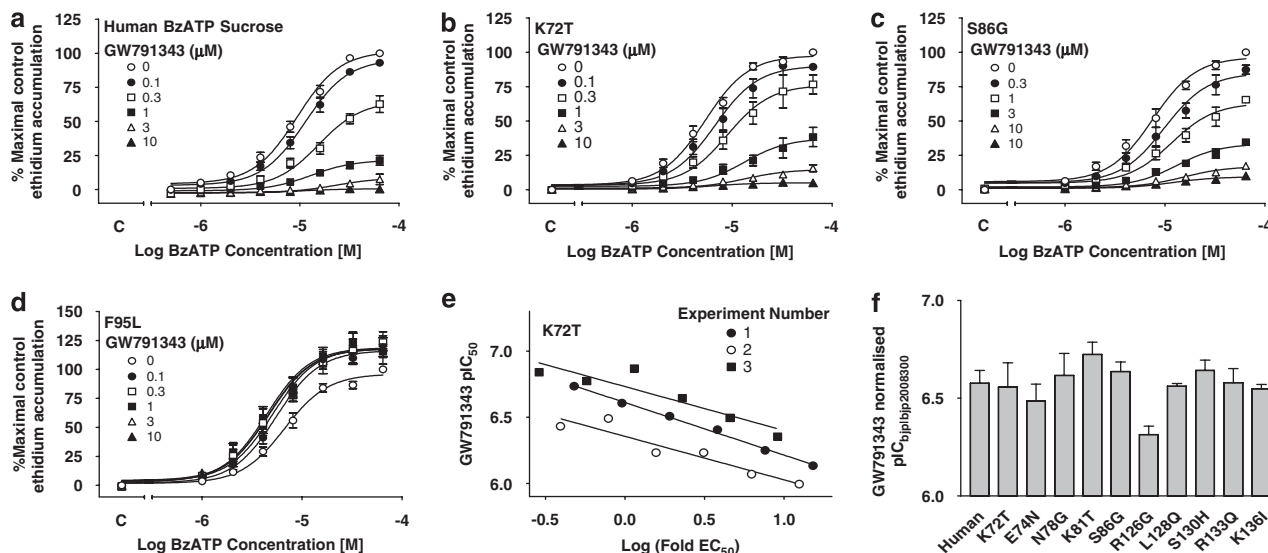 a
Human BzATP Sucrose
GW791343 (μM)
0
0.1
0.3
1
3
10
% Maximal control
ethidium accumulation
125
100
75
50
25
0
C
-6
-5
-4
Log BzATP Concentration [M]
b
K72T
GW791343 (μM)
0
0.1
0.3
1
3
10
% Maximal control
ethidium accumulation
125
100
75
50
25
0
C
-6
-5
-4
Log BzATP Concentration [M]
c
S86G
GW791343 (μM)
0
0.3
1
3
10
10
% Maximal control
ethidium accumulation
125
100
75
50
25
0
C
-6
-5
-4
Log BzATP Concentration [M]
d
F95L
GW791343 (μM)
0
0.1
0.3
1
3
10
%Maximal control
ethidium accumulation
150
125
100
75
50
25
0
C
-6
-5
-4
Log BzATP Concentration [M]
e
K72T
Experiment Number
1
2
3
GW791343 pIC50
7.0
6.5
6.0
-0.5
0.0
0.5
1.0
Log (Fold EC50)
f
GW791343 normalised
pICbjpbjp2008300
7.0
6.5
6.0
Human
K72T
E74N
N78G
K81T
S86G
R126G
L128Q
S130H
R133Q
K136I